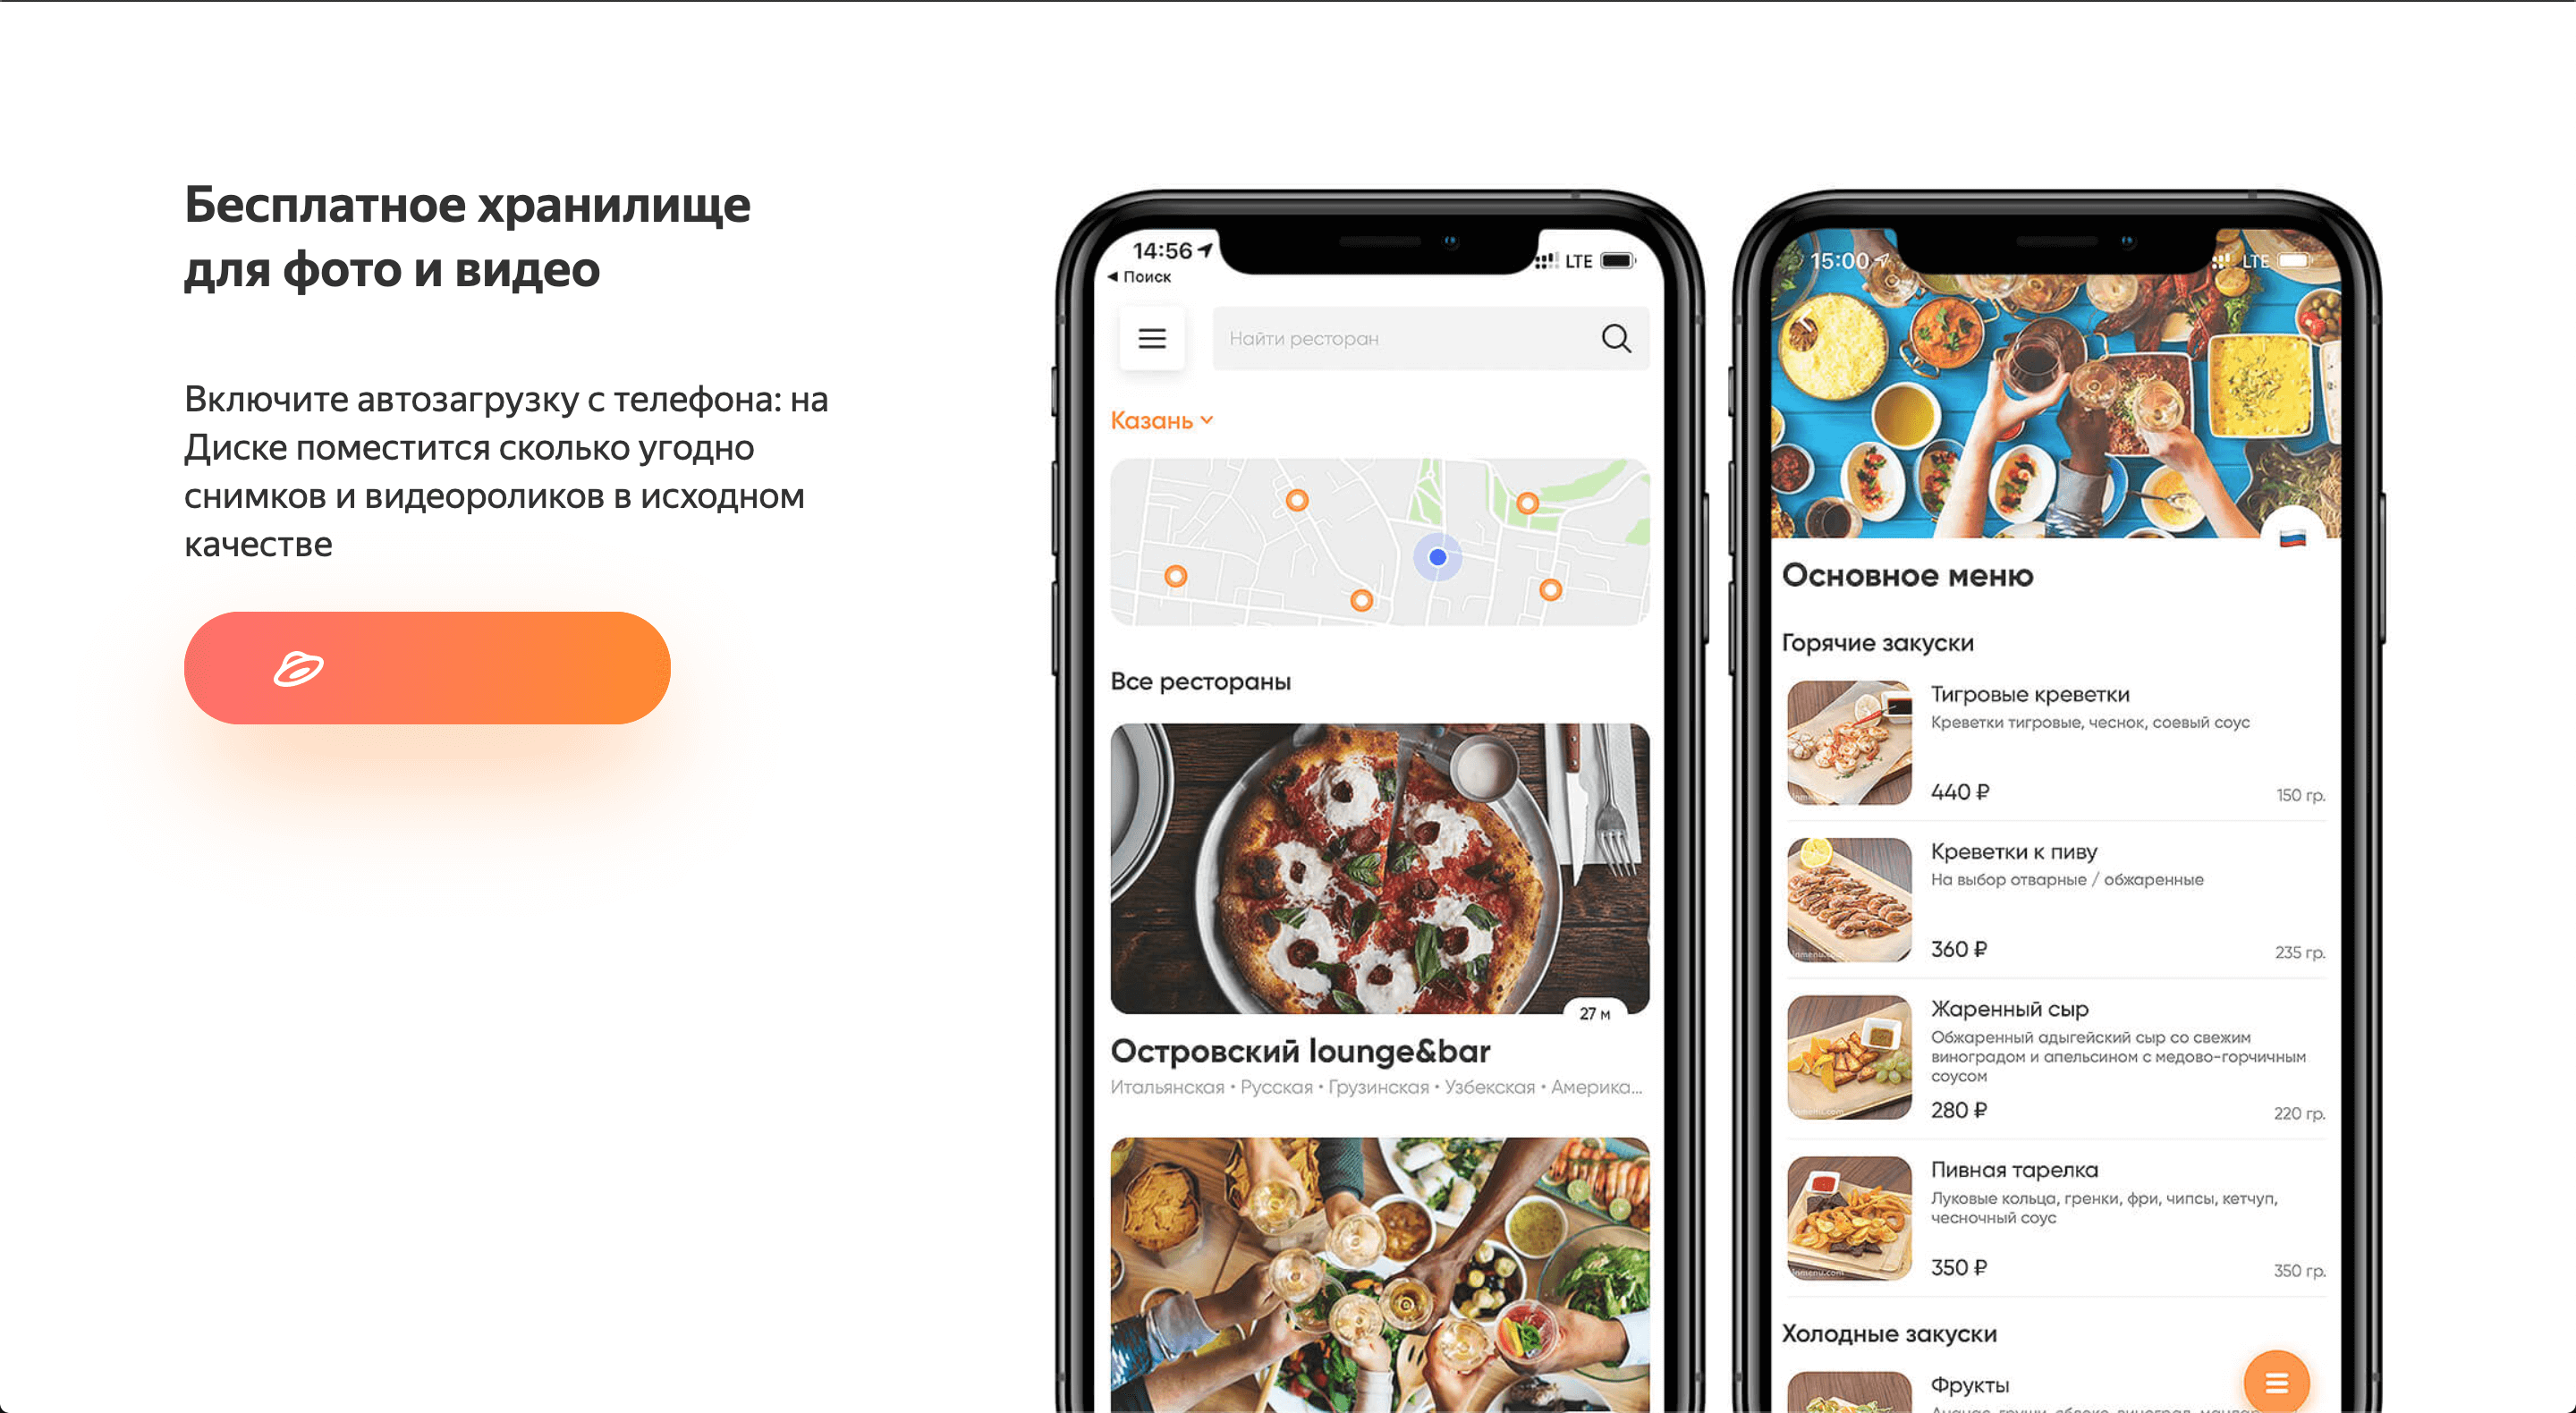 Бесплатное хранилище
для фото и видео
Включите автозагрузку с телефона: на
Диске поместится сколько угодно
снимков и видеороликов в исходном
качестве
14:56
LTE
Поиск
Найти ресторан
Казань
Все рестораны
27 м
Островский lounge&bar
Итальянская • Русская • Грузинская • Узбекская • Америка...
15:00
LTE
Основное меню
Горячие закуски
Тигровые креветки
Креветки тигровые, чеснок, соевый соус
440 ₽
150 гр.
Креветки к пиву
На выбор отварные / обжаренные
360 ₽
235 гр.
Жаренный сыр
Обжаренный адыгейский сыр со свежим
виноградом и апельсином с медово-горчичным
соусом
280 ₽
220 гр.
Пивная тарелка
Луковые кольца, гренки, фри, чипсы, кетчуп,
чесночный соус
350 ₽
350 гр.
Холодные закуски
Фрукты